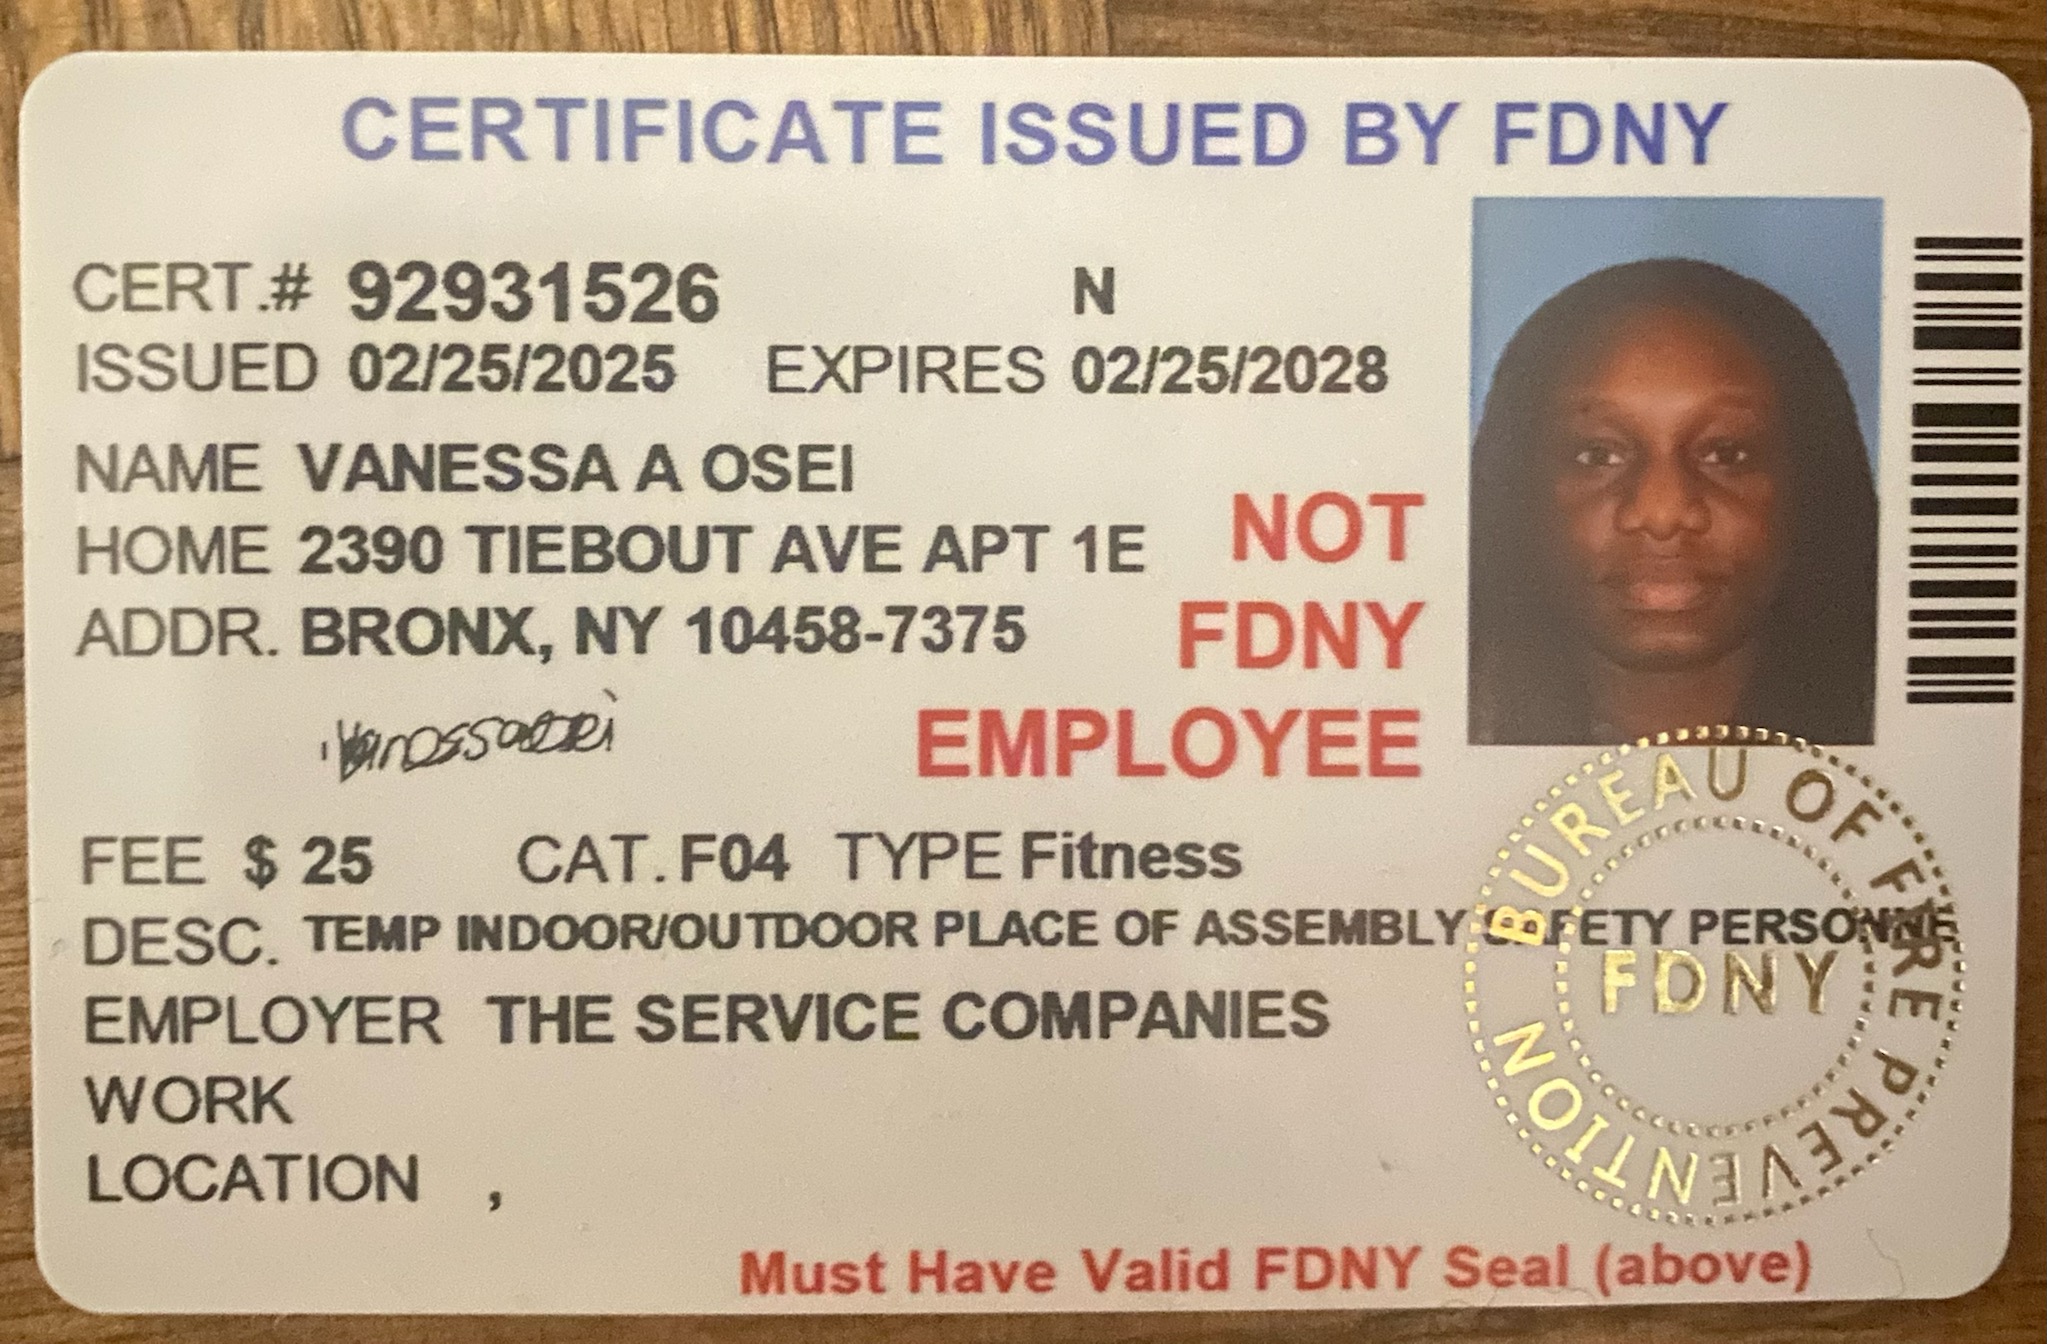 CERTIFICATE ISSUED BY FDNY
CERT.# 92931526 N
ISSUED 02/25/2025 EXPIRES 02/25/2028
NAME VANESSA A OSEI
HOME 2390 TIEBOUT AVE APT 1E
ADDR. BRONX, NY 10458-7375
NOT
FDNY
EMPLOYEE
Vanessa Osei
FEE $ 25 CAT. F04 TYPE Fitness
DESC. TEMP INDOOR/OUTDOOR PLACE OF ASSEMBLY SAFETY PERSONNE
EMPLOYER THE SERVICE COMPANIES
WORK
LOCATION ,
BUREAU OF FIRE PREVENTION
FDNY
Must Have Valid FDNY Seal (above)